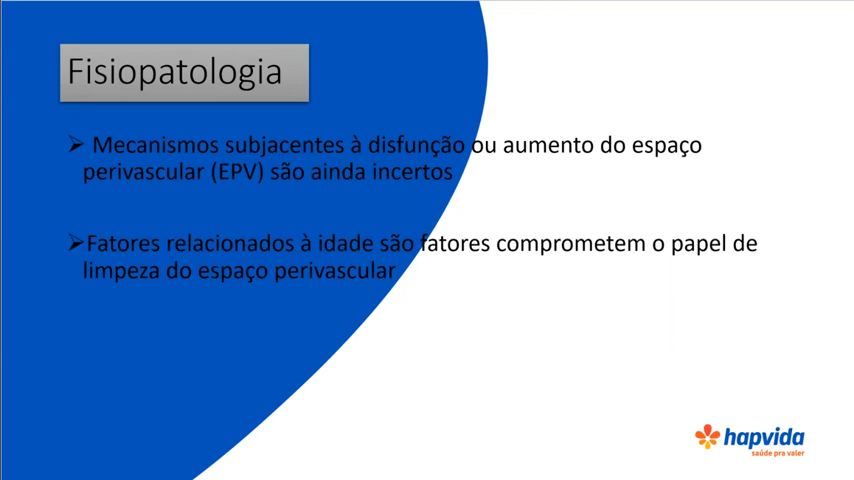 Fisiopatologia
➢ Mecanismos subjacentes à disfunção ou aumento do espaço
perivascular (EPV) são ainda incertos
➢Fatores relacionados à idade são fatores comprometem o papel de
limpeza do espaço perivascular
hapvida
saúde pra valer